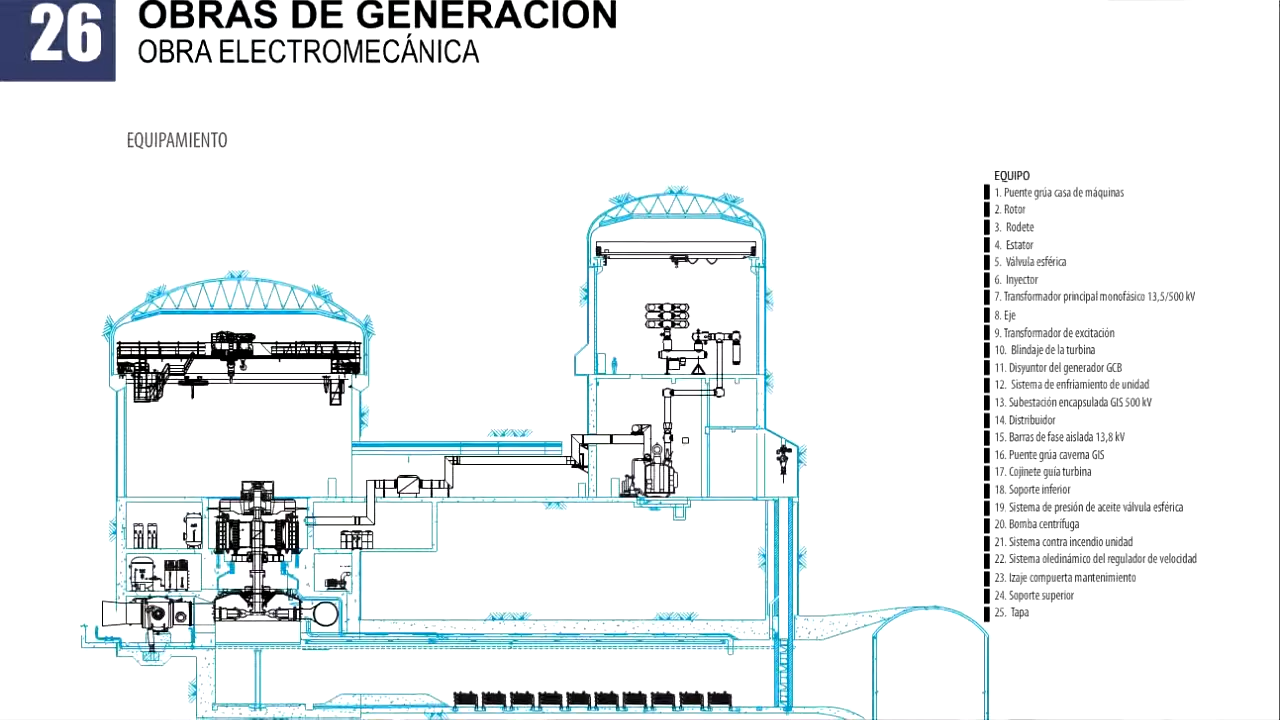 26
OBRAS DE GENERACIÓN
OBRA ELECTROMECÁNICA
EQUIPAMIENTO
EQUIPO
1. Puente grúa casa de máquinas
2. Rotor
3. Rodete
4. Estator
5. Válvula esférica
6. Inyector
7. Transformador principal monofásico 13,5/500 kV
8. Eje
9. Transformador de excitación
10. Blindaje de la turbina
11. Disyuntor del generador GCB
12. Sistema de enfriamiento de unidad
13. Subestación encapsulada GIS 500 kV
14. Distribuidor
15. Barras de fase aislada 13,8 kV
16. Puente grúa caverna GIS
17. Cojinete guía turbina
18. Soporte inferior
19. Sistema de presión de aceite válvula esférica
20. Bomba centrífuga
21. Sistema contra incendio unidad
22. Sistema oledinámico del regulador de velocidad
23. Izaje compuerta mantenimiento
24. Soporte superior
25. Tapa